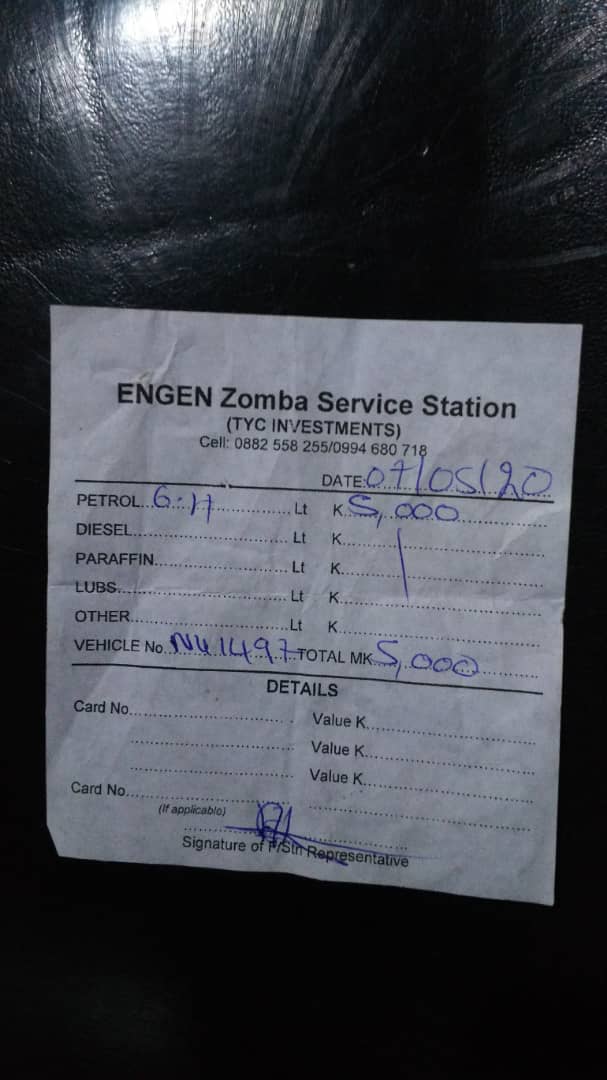 ENGEN Zomba Service Station
(TYC INVESTMENTS)
Cell: 0882 558 255/0994 680 718
DATE: 07/05/20
PETROL 6.17 Lt K 5,000
DIESEL Lt K
PARAFFIN Lt K
LUBS Lt K
OTHER Lt K
VEHICLE No. 1497 TOTAL MK 5,000
DETAILS
Card No. Value K
Value K
Value K
Card No.
(If applicable)
Signature of F/Stn Representative